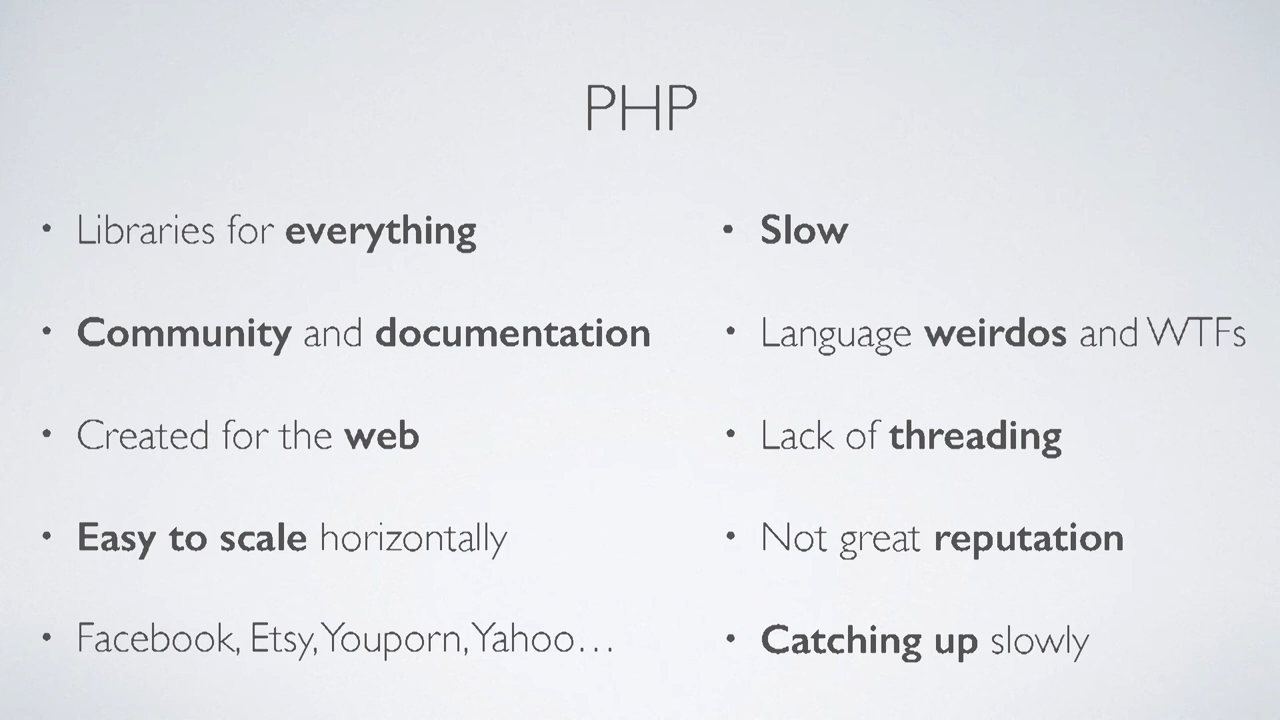 PHP
• Libraries for everything
• Community and documentation
• Created for the web
• Easy to scale horizontally
• Facebook, Etsy, Youporn, Yahoo…
• Slow
• Language weirdos and WTFs
• Lack of threading
• Not great reputation
• Catching up slowly